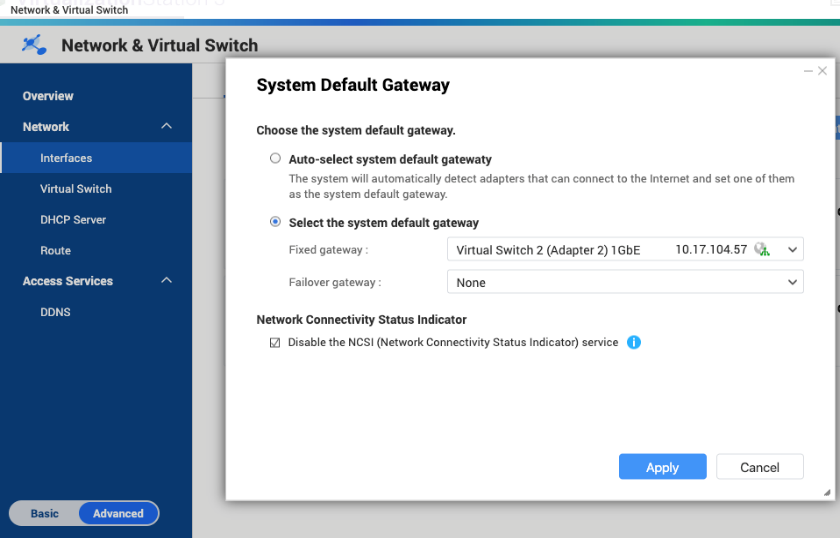 Network & Virtual Switch
Network & Virtual Switch
Overview
Network
Interfaces
Virtual Switch
DHCP Server
Route
Access Services
DDNS
Basic
Advanced
System Default Gateway
Choose the system default gateway.
Auto-select system default gatewaty
The system will automatically detect adapters that can connect to the Internet and set one of them
as the system default gateway.
Select the system default gateway
Fixed gateway :
Virtual Switch 2 (Adapter 2) 1GbE 10.17.104.57
Failover gateway :
None
Network Connectivity Status Indicator
Disable the NCSI (Network Connectivity Status Indicator) service
Apply
Cancel